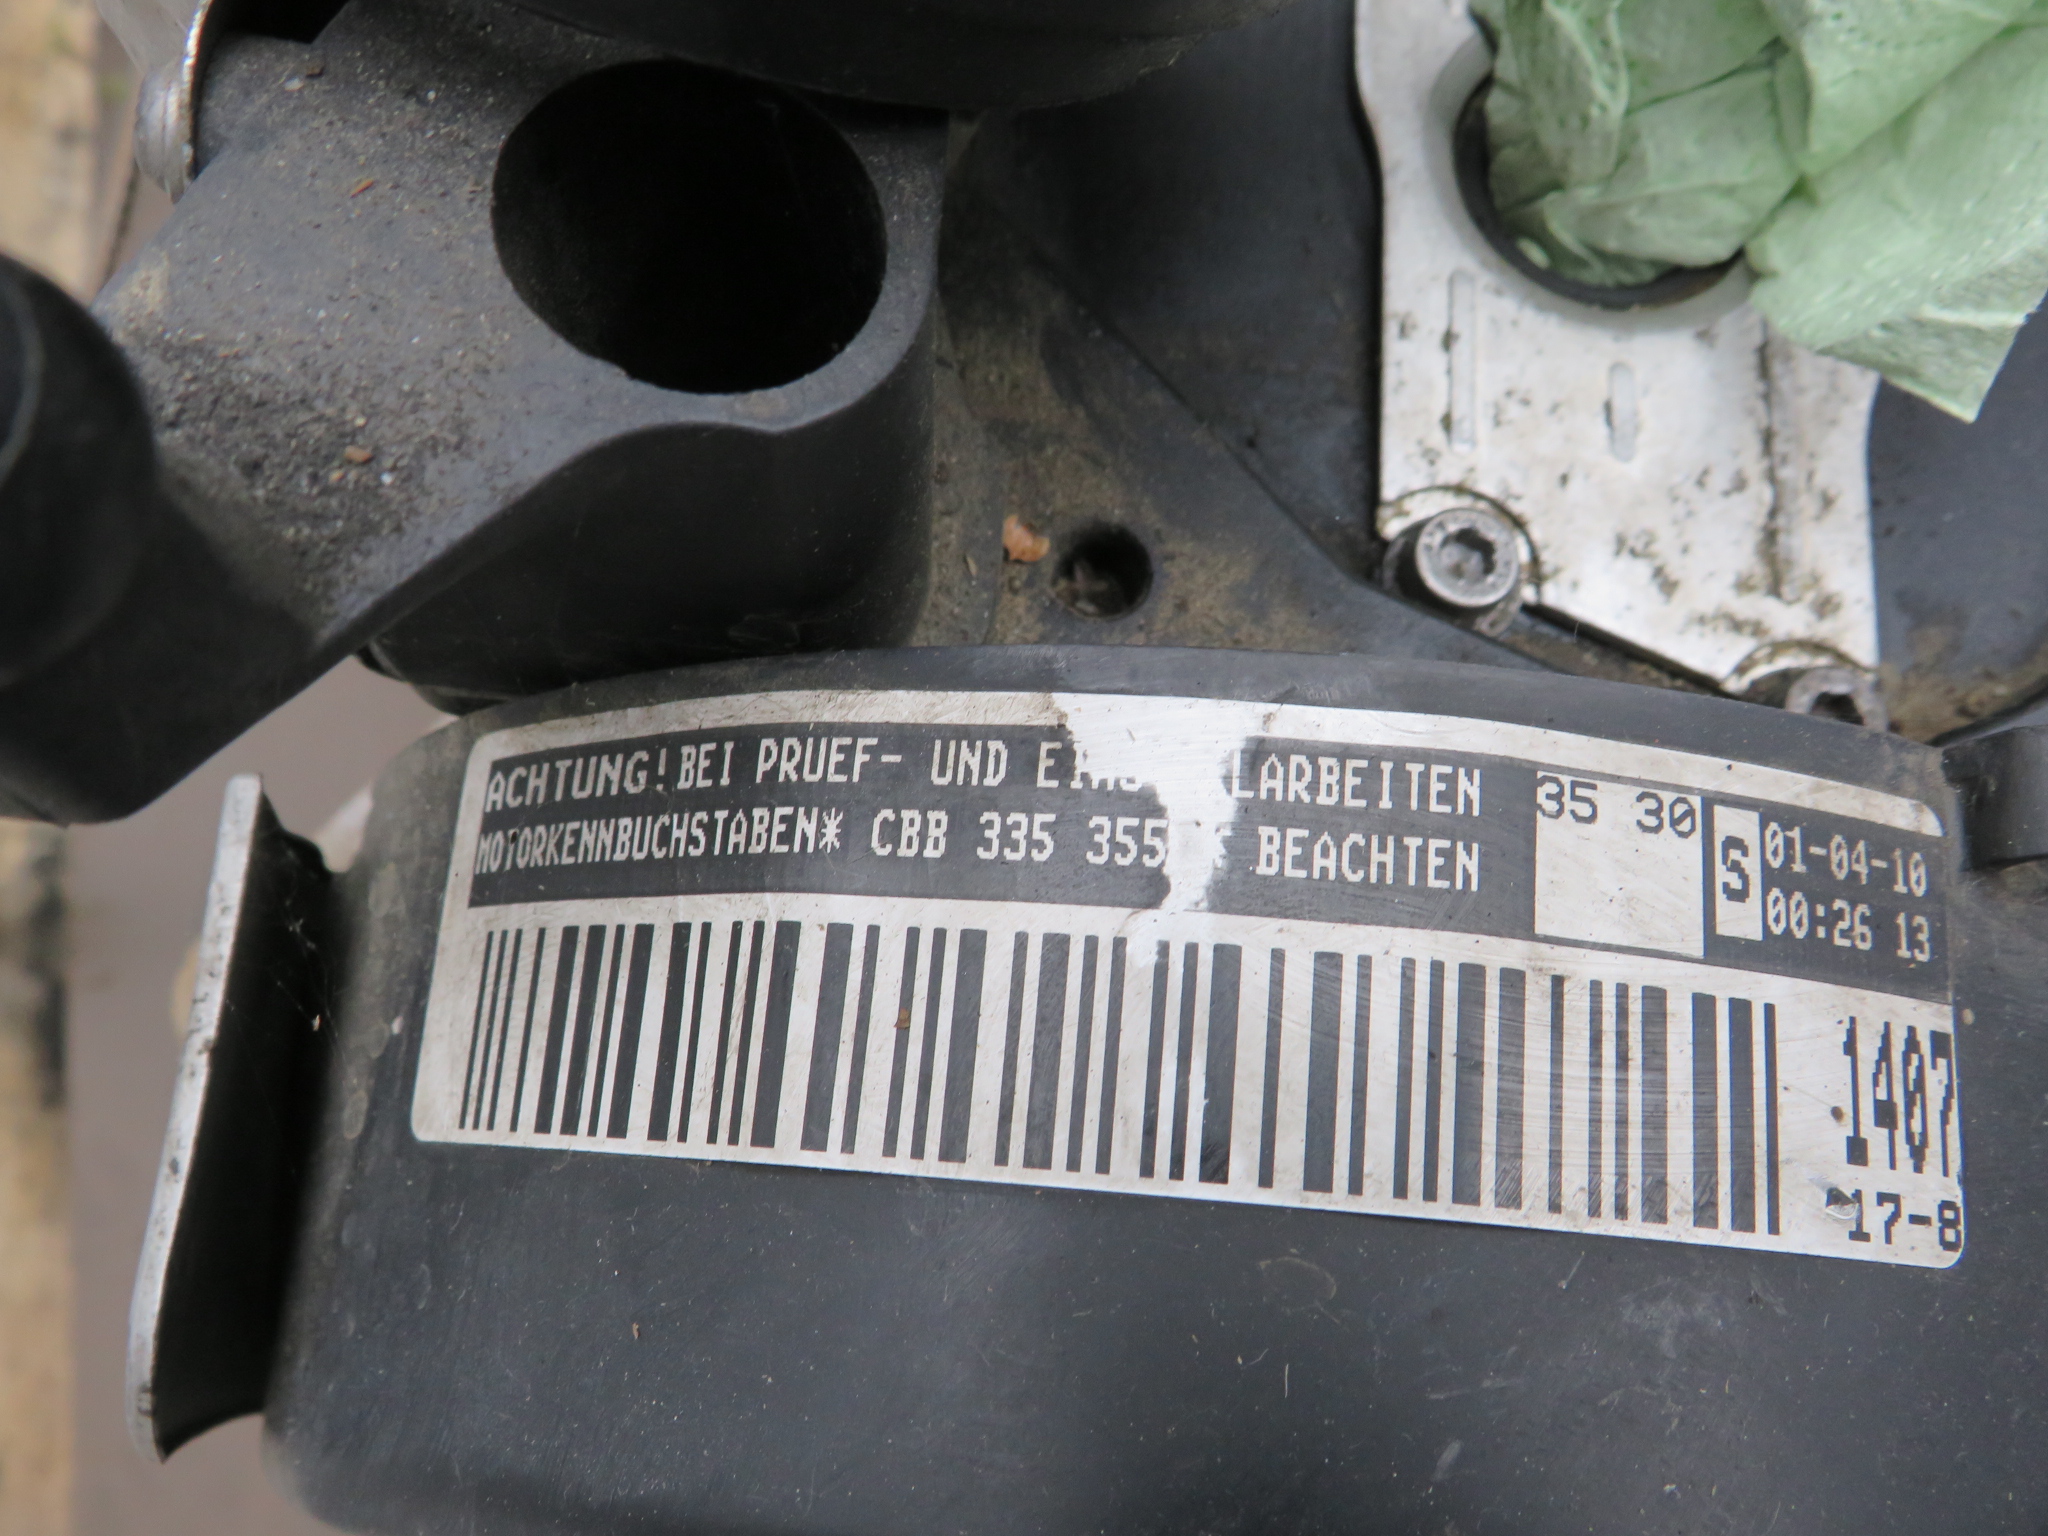 ACHTUNG! BEI PRUEF- UND LARBEITEN
MOTORKENNBUCHSTABEN* CBB 335 355 BEACHTEN
35 30
S
01-04-10
00:26 13
1407
17-8